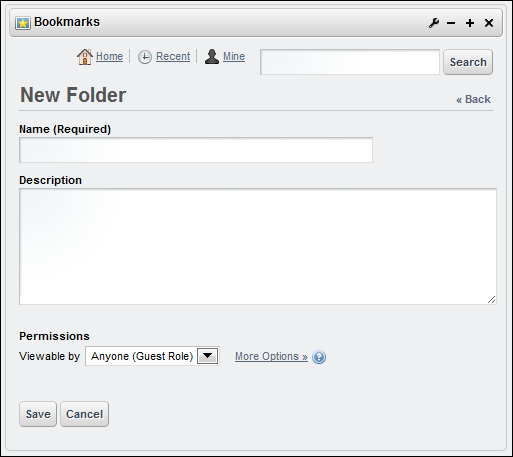 Bookmarks
Home Recent Mine Search
New Folder « Back
Name (Required)
Description
Permissions
Viewable by Anyone (Guest Role) More Options » ?
Save Cancel